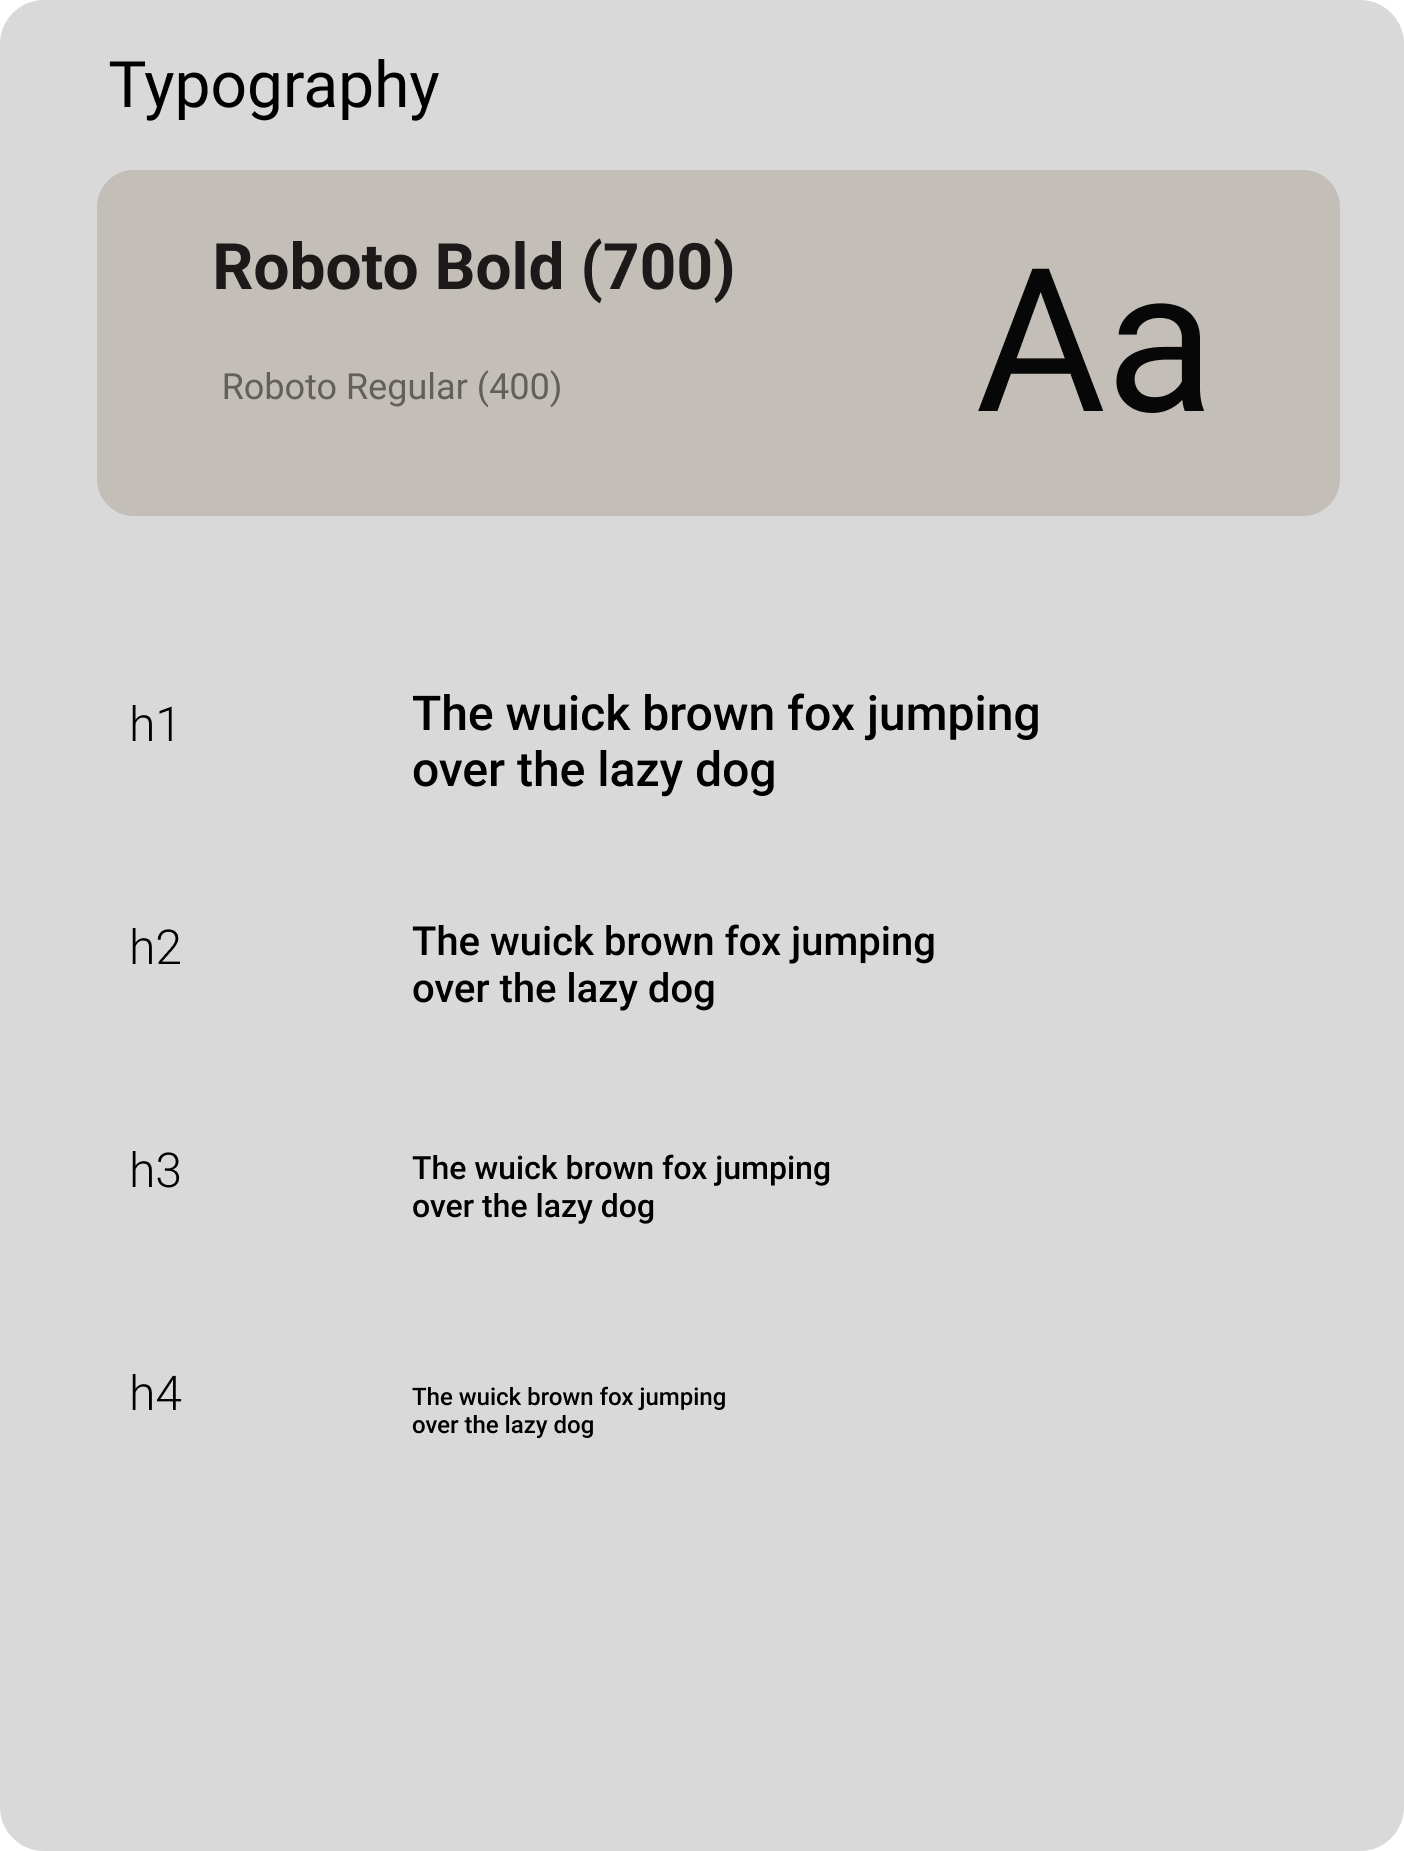 Typography
Roboto Bold (700)
Roboto Regular (400)
Aa
h1
The wuick brown fox jumping
over the lazy dog
h2
The wuick brown fox jumping
over the lazy dog
h3
The wuick brown fox jumping
over the lazy dog
h4
The wuick brown fox jumping
over the lazy dog